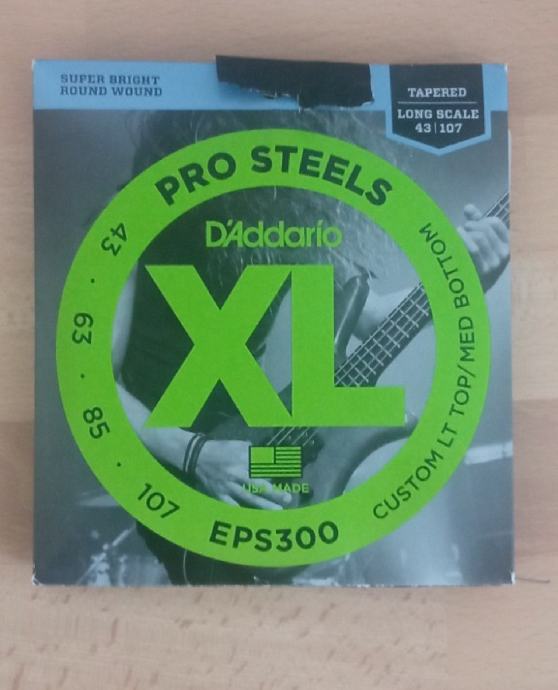 SUPER BRIGHT
ROUND WOUND
TAPERED
LONG SCALE
43 | 107
PRO STEELS
D'Addario
XL
USA MADE
43 · 63 · 85 · 107
EPS300
CUSTOM LT TOP/MED BOTTOM